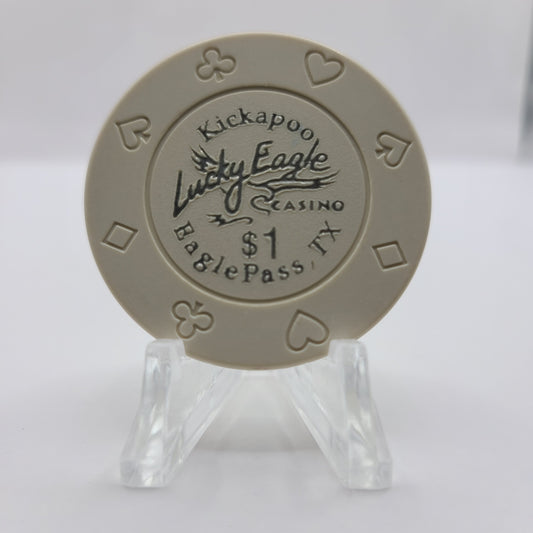 Kickapoo
Lucky Eagle
CASINO
$1
Eagle Pass, TX